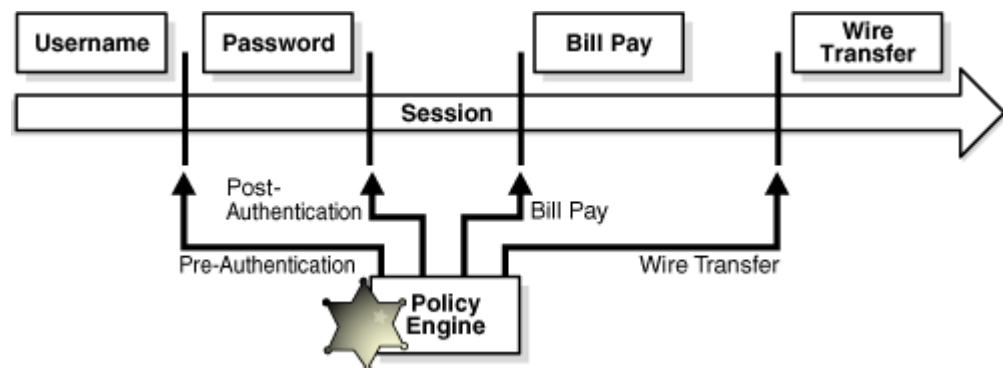 Username
Password
Bill Pay
Wire
Transfer
Session
Post-
Authentication
Bill Pay
Pre-Authentication
Wire Transfer
Policy
Engine